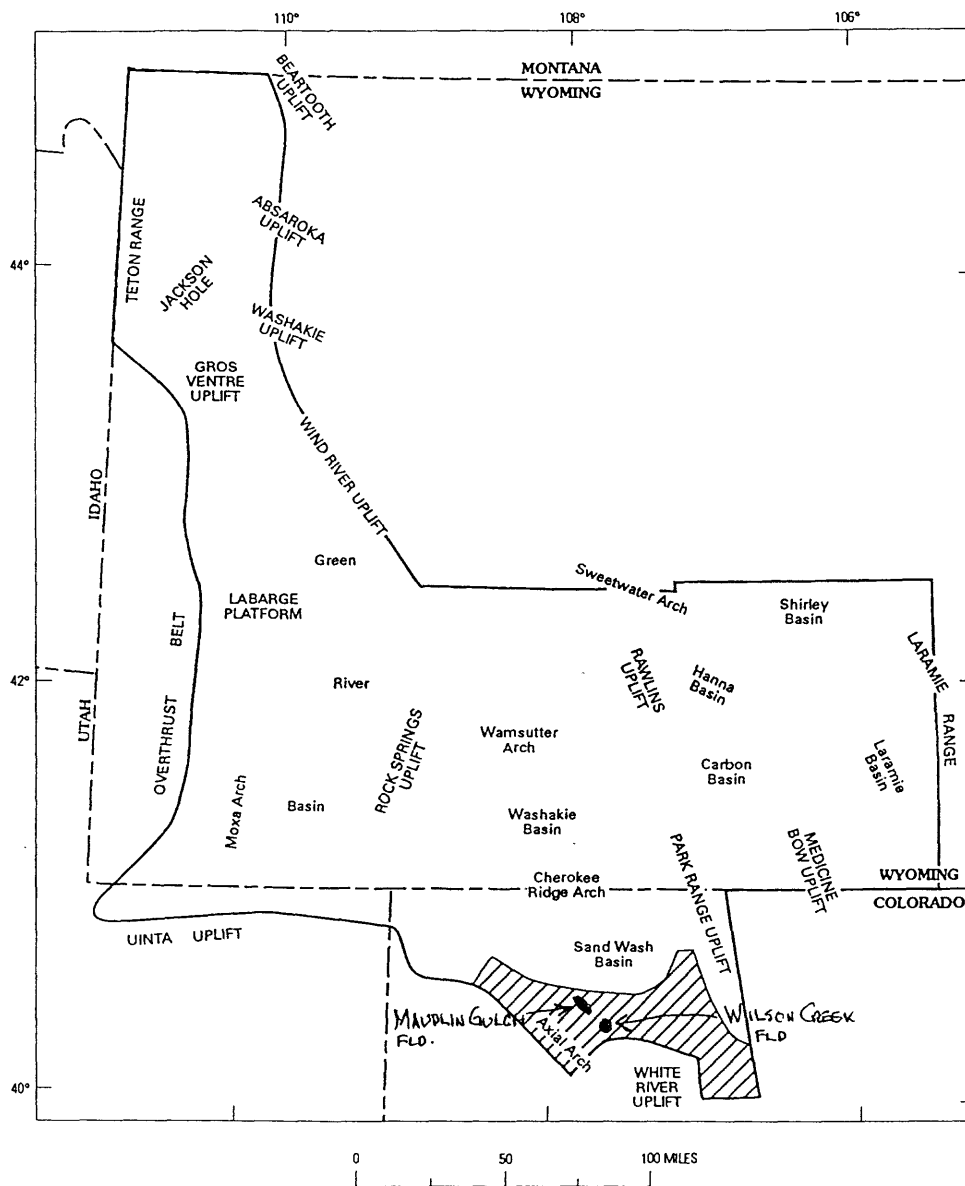 110°
108°
106°
MONTANA
WYOMING
BEARTOOTH
UPLIFT
ABSAROKA
UPLIFT
TETON RANGE
44°
JACKSON
HOLE
WASHAKIE
UPLIFT
GROS
VENTRE
UPLIFT
WIND RIVER UPLIFT
IDAHO
Green
Sweetwater Arch
LABARGE
PLATFORM
Shirley
Basin
OVERTHRUST BELT
LARAMIE RANGE
42°
River
RAWLINS
UPLIFT
Hanna
Basin
UTAH
ROCK SPRINGS
UPLIFT
Wamsutter
Arch
Carbon
Basin
Laramie
Basin
Moxa Arch
Basin
Washakie
Basin
PARK RANGE UPLIFT
MEDICINE
BOW UPLIFT
Cherokee
Ridge Arch
WYOMING
COLORADO
UINTA UPLIFT
Sand Wash
Basin
MAUDLIN GULCH
FLD.
WILSON CREEK
FLD
Axial Arch
WHITE
RIVER
UPLIFT
40°
110°
108°
106°
0 50 100 MILES